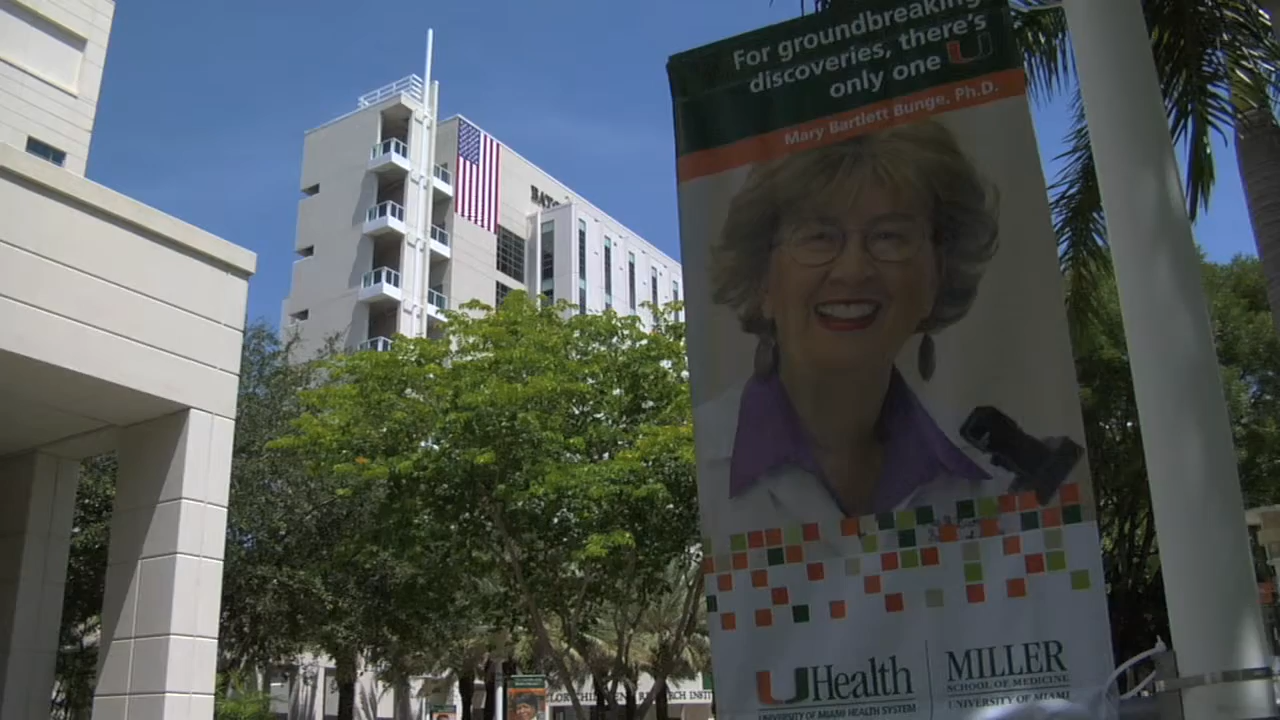 For groundbreaking
discoveries, there's
only one U
Mary Bartlett Bunge, Ph.D.
UHealth
UNIVERSITY OF MIAMI HEALTH SYSTEM
MILLER
SCHOOL OF MEDICINE
UNIVERSITY OF MIAMI